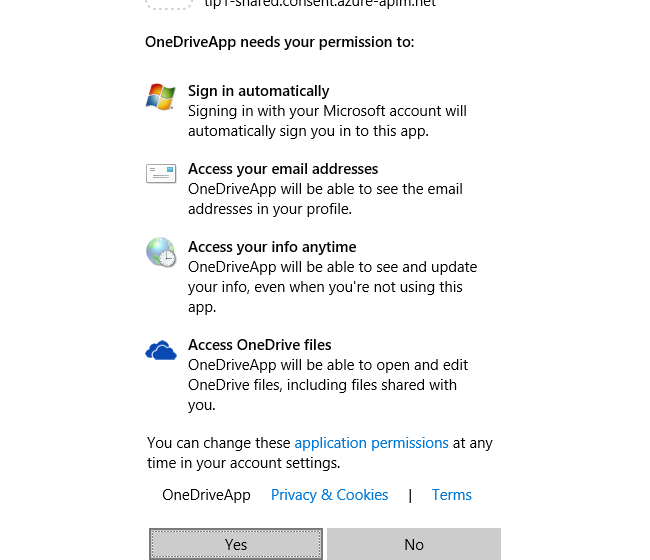 tip1-shared.consent.azure-apim.net
OneDriveApp needs your permission to:
Sign in automatically
Signing in with your Microsoft account will
automatically sign you in to this app.
Access your email addresses
OneDriveApp will be able to see the email
addresses in your profile.
Access your info anytime
OneDriveApp will be able to see and update
your info, even when you're not using this
app.
Access OneDrive files
OneDriveApp will be able to open and edit
OneDrive files, including files shared with
you.
You can change these application permissions at any
time in your account settings.
OneDriveApp Privacy & Cookies | Terms
Yes No